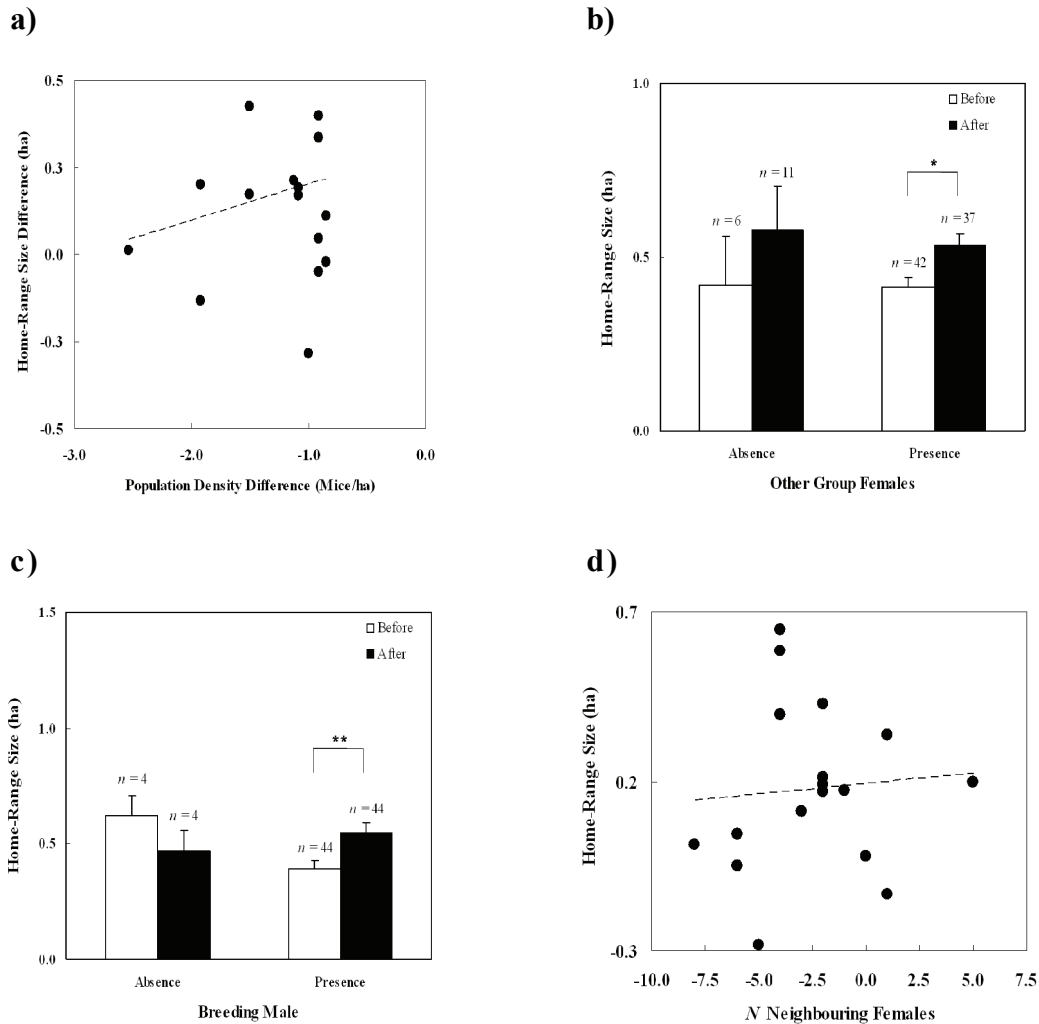 a)
0.5
0.3
0.0
-0.3
-0.5
-3.0 -2.0 -1.0 0.0
Home-Range Size Difference (ha)
Population Density Difference (Mice/ha)
b)
1.0
0.5
0.0
Home-Range Size (ha)
Before
After
*
n = 6
n = 11
n = 42
n = 37
Absence Presence
Other Group Females
c)
1.5
1.0
0.5
0.0
Home-Range Size (ha)
Before
After
**
n = 4
n = 4
n = 44
n = 44
Absence Presence
Breeding Male
d)
0.7
0.2
-0.3
Home-Range Size (ha)
-10.0 -7.5 -5.0 -2.5 0.0 2.5 5.0 7.5
N Neighbouring Females